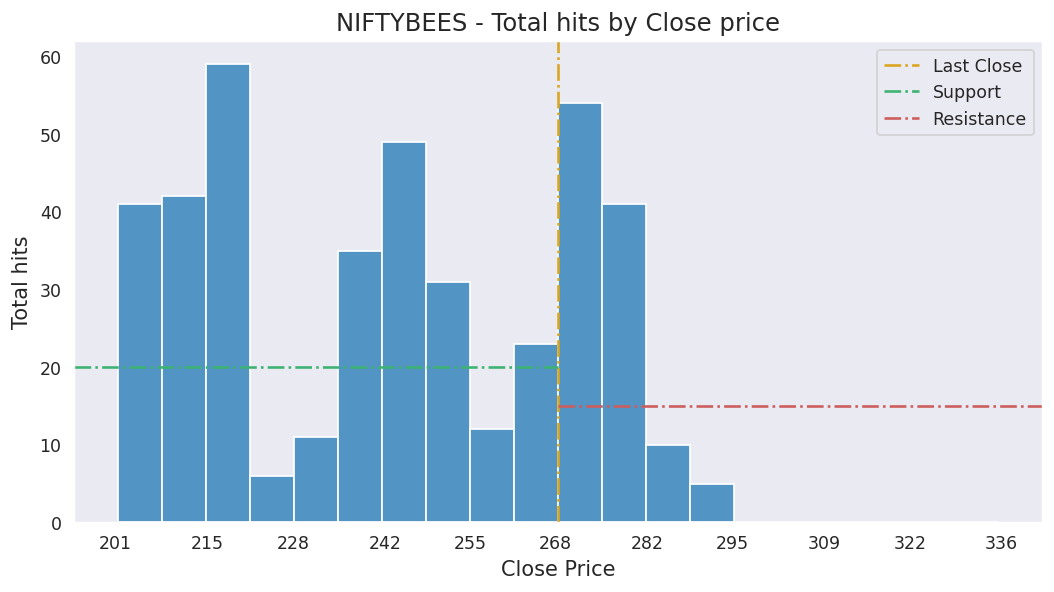 NIFTYBEES - Total hits by Close price
Last Close
Support
Resistance
Total hits
60
50
40
30
20
10
0
201 215 228 242 255 268 282 295 309 322 336
Close Price